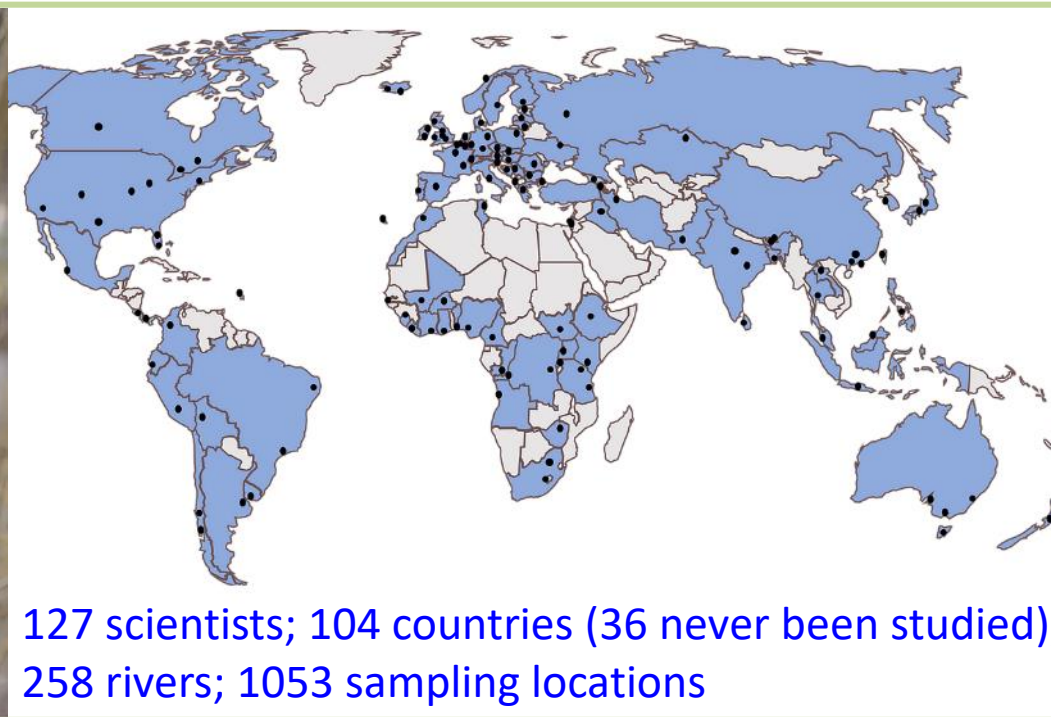 127 scientists; 104 countries (36 never been studied)
258 rivers; 1053 sampling locations